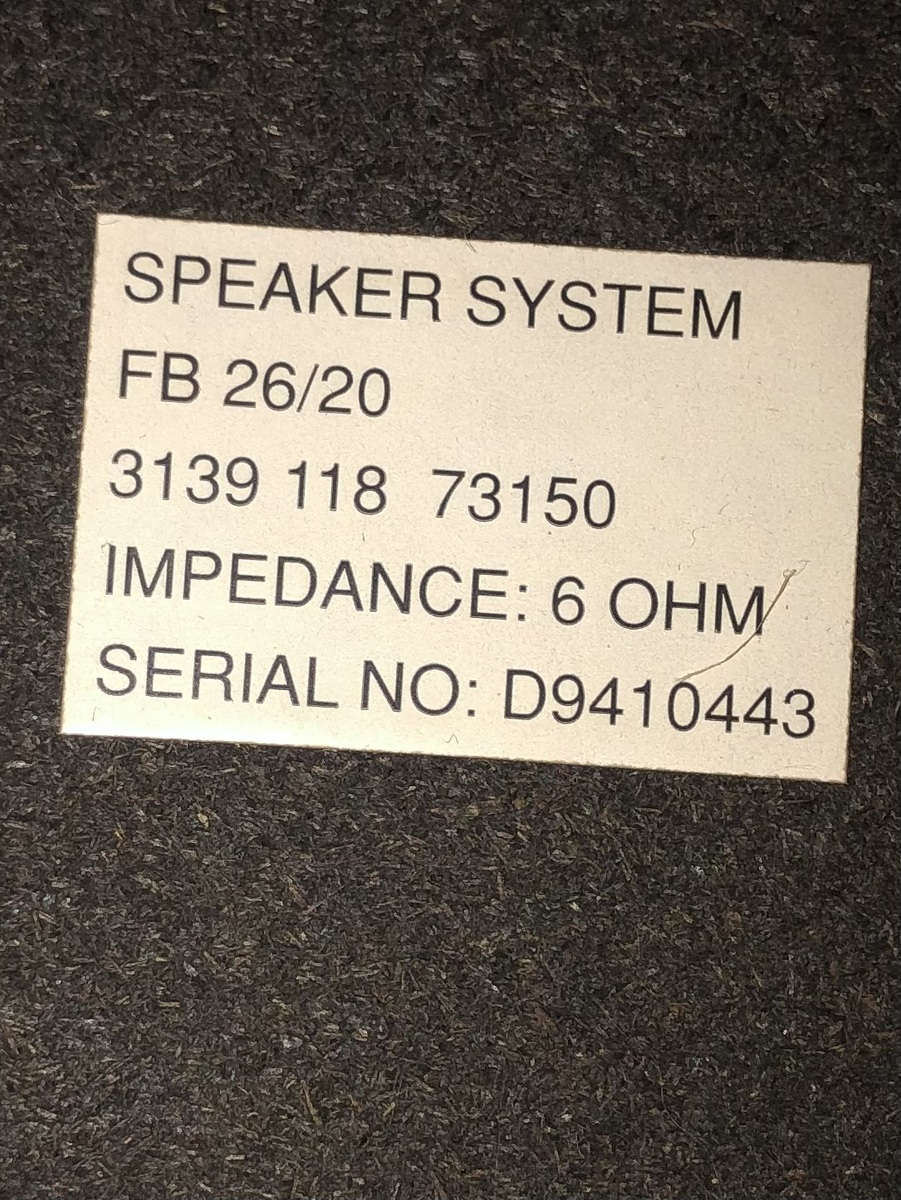 SPEAKER SYSTEM
FB 26/20
3139 118 73150
IMPEDANCE: 6 OHM
SERIAL NO: D9410443